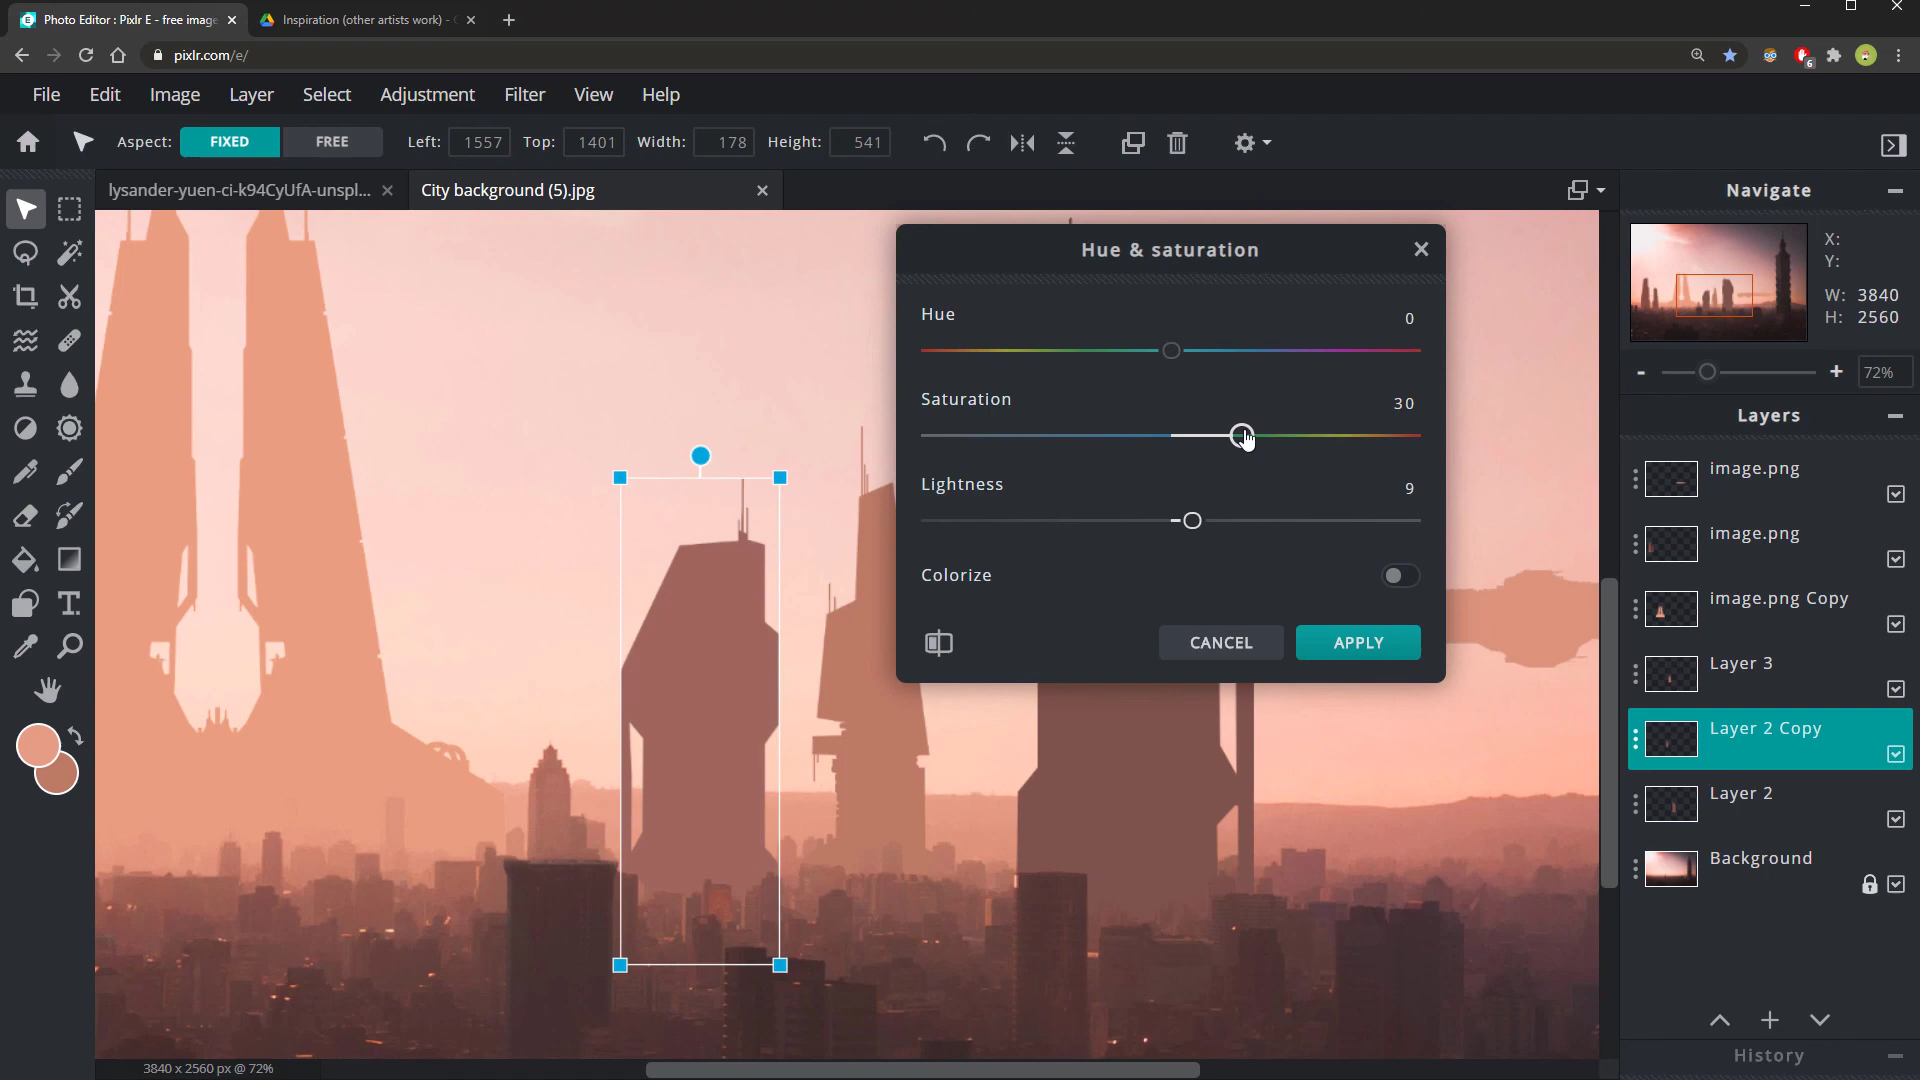 Photo Editor : Pixlr E - free image
Inspiration (other artists work) -
pixlr.com/e/
6
File Edit Image Layer Select Adjustment Filter View Help
Aspect: FIXED FREE Left: 1557 Top: 1401 Width: 178 Height: 541
lysander-yuen-ci-k94CyUfA-unspl...
City background (5).jpg
Navigate
X:
Y:
W: 3840
H: 2560
- + 72%
Hue & saturation
Hue 0
Saturation 30
Lightness 9
Colorize
CANCEL APPLY
Layers
image.png
image.png
image.png Copy
Layer 3
Layer 2 Copy
Layer 2
Background
History
3840 x 2560 px @ 72%